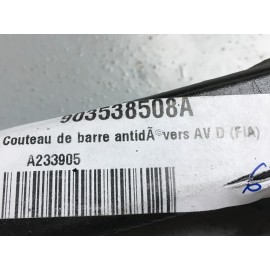 903538508A
Couteau de barre antidÃ©vers AV D (FIA)
A233905